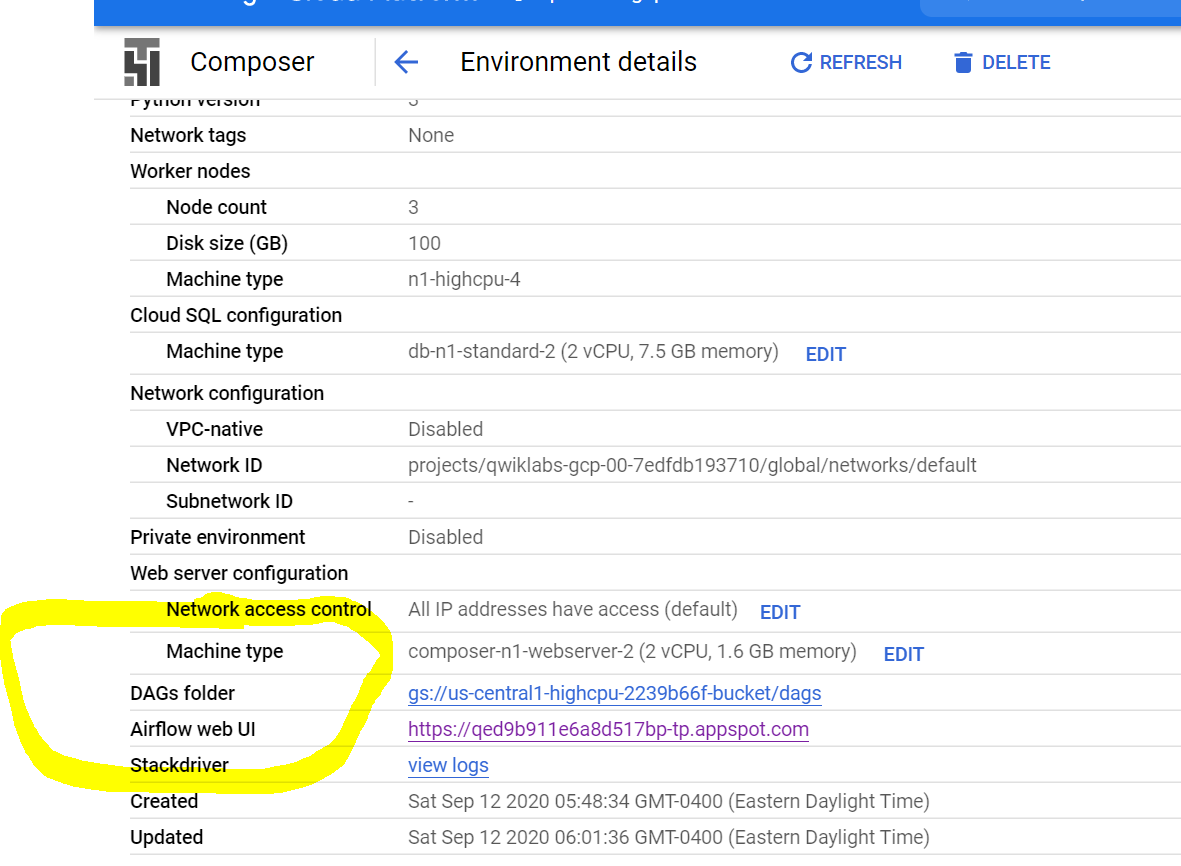 Composer
Environment details
REFRESH
DELETE
Python version 3
Network tags None
Worker nodes
Node count 3
Disk size (GB) 100
Machine type n1-highcpu-4
Cloud SQL configuration
Machine type db-n1-standard-2 (2 vCPU, 7.5 GB memory) EDIT
Network configuration
VPC-native Disabled
Network ID projects/qwiklabs-gcp-00-7edfdb193710/global/networks/default
Subnetwork ID -
Private environment Disabled
Web server configuration
Network access control All IP addresses have access (default) EDIT
Machine type composer-n1-webserver-2 (2 vCPU, 1.6 GB memory) EDIT
DAGs folder gs://us-central1-highcpu-2239b66f-bucket/dags
Airflow web UI https://qed9b911e6a8d517bp-tp.appspot.com
Stackdriver view logs
Created Sat Sep 12 2020 05:48:34 GMT-0400 (Eastern Daylight Time)
Updated Sat Sep 12 2020 06:01:36 GMT-0400 (Eastern Daylight Time)